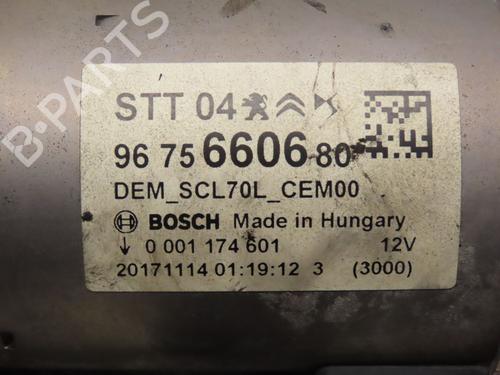 STT 04
96 75 6606 80
DEM_SCL70L_CEM00
BOSCH Made in Hungary
↓ 0 001 174 601 12V
20171114 01:19:12 3 (3000)
B-PARTS